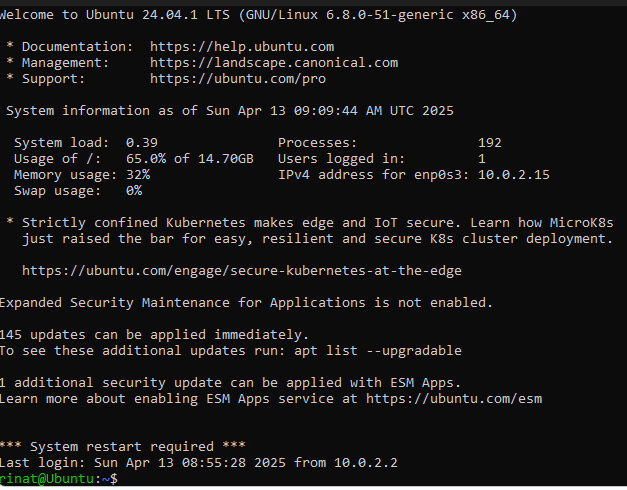 Welcome to Ubuntu 24.04.1 LTS (GNU/Linux 6.8.0-51-generic x86_64)
* Documentation:  https://help.ubuntu.com
* Management:     https://landscape.canonical.com
* Support:        https://ubuntu.com/pro
System information as of Sun Apr 13 09:09:44 AM UTC 2025
System load:  0.39               Processes:               192
Usage of /:   65.0% of 14.70GB   Users logged in:         1
Memory usage: 32%                IPv4 address for enp0s3: 10.0.2.15
Swap usage:   0%
* Strictly confined Kubernetes makes edge and IoT secure. Learn how MicroK8s
just raised the bar for easy, resilient and secure K8s cluster deployment.
https://ubuntu.com/engage/secure-kubernetes-at-the-edge
Expanded Security Maintenance for Applications is not enabled.
145 updates can be applied immediately.
To see these additional updates run: apt list --upgradable
1 additional security update can be applied with ESM Apps.
Learn more about enabling ESM Apps service at https://ubuntu.com/esm
*** System restart required ***
Last login: Sun Apr 13 08:55:28 2025 from 10.0.2.2
rinat@Ubuntu:~$